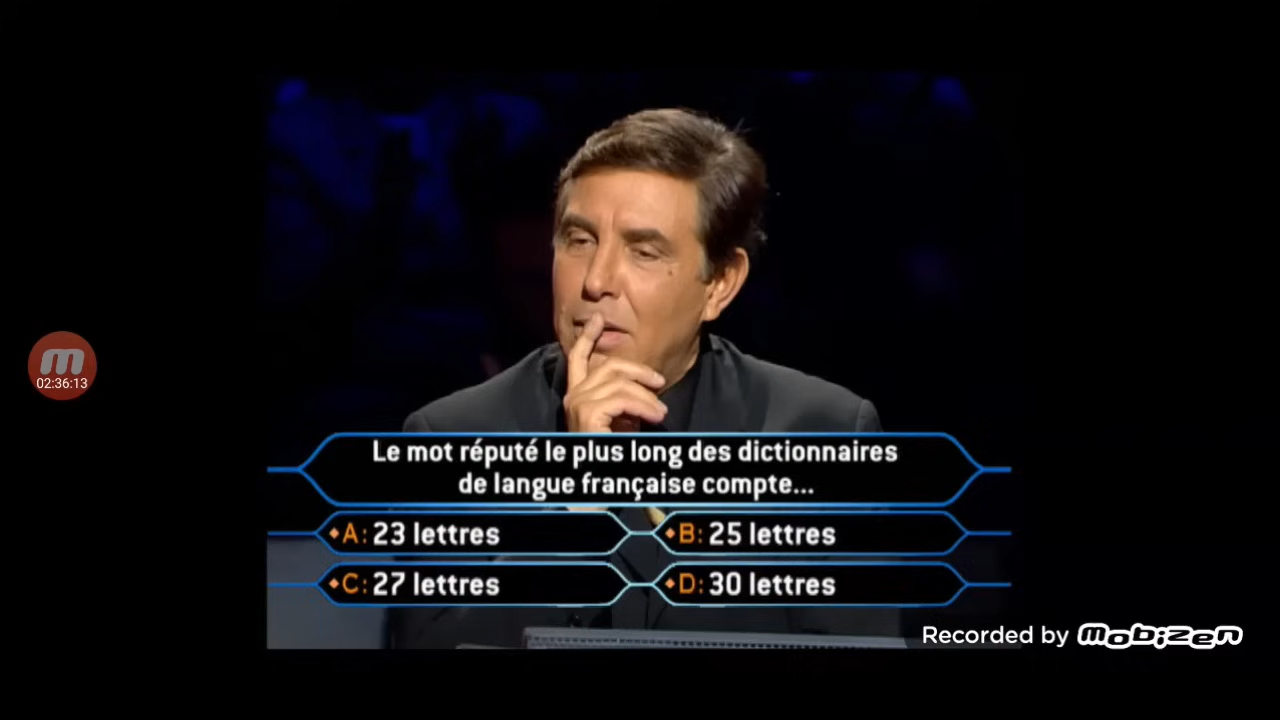 Le mot réputé le plus long des dictionnaires
de langue française compte...
A: 23 lettres
B: 25 lettres
C: 27 lettres
D: 30 lettres
02:36:13
Recorded by mobizen